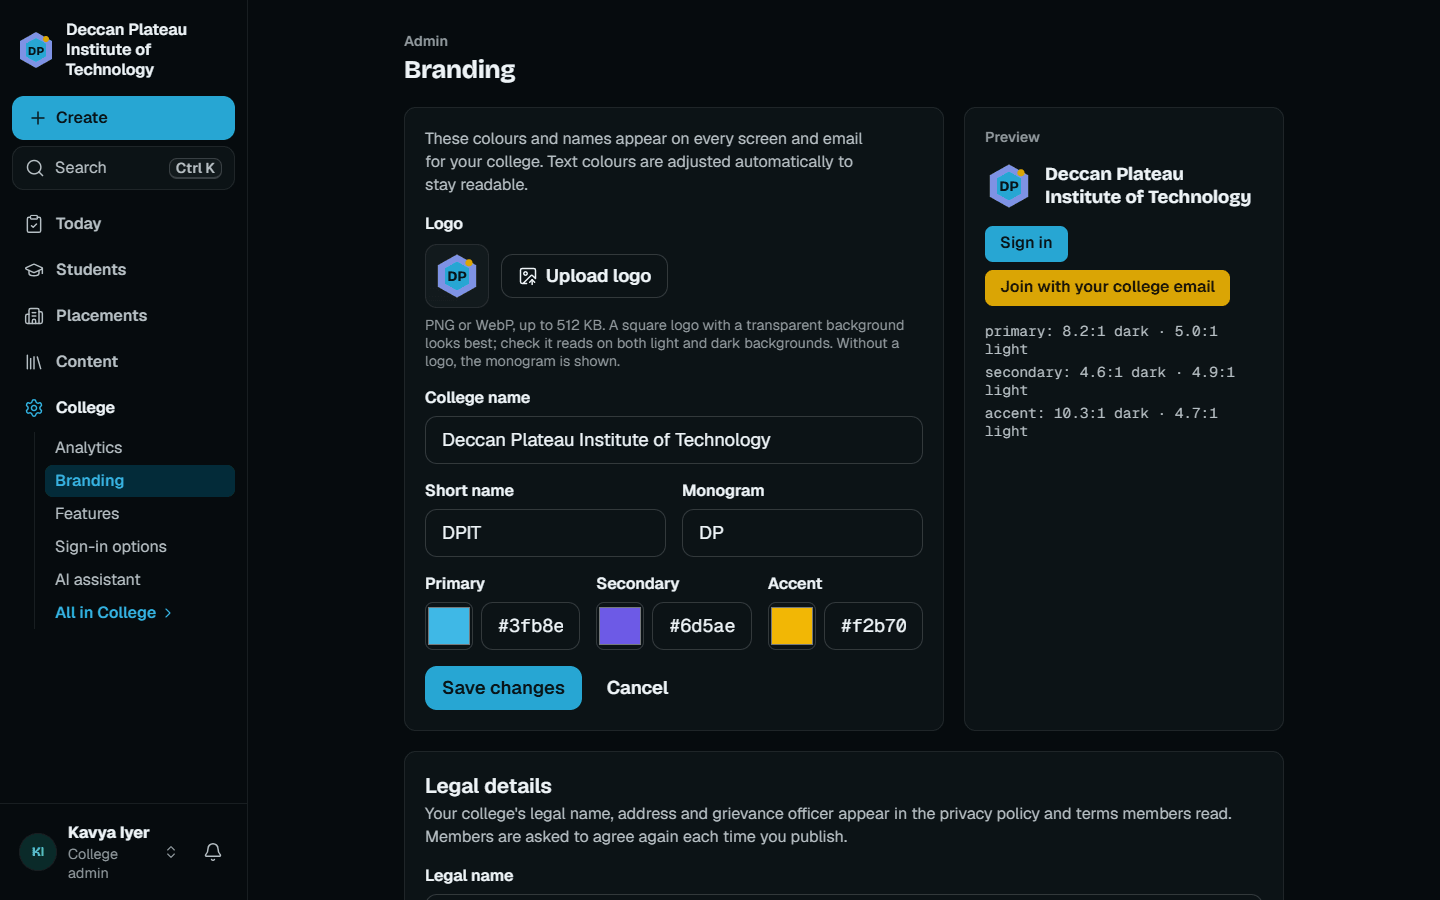 DP
Deccan Plateau
Institute of
Technology
Create
Search
Ctrl K
Today
Students
Placements
Content
College
Analytics
Branding
Features
Sign-in options
AI assistant
All in College
KI
Kavya Iyer
College
admin
Admin
Branding
These colours and names appear on every screen and email
for your college. Text colours are adjusted automatically to
stay readable.
Logo
DP
Upload logo
PNG or WebP, up to 512 KB. A square logo with a transparent background
looks best; check it reads on both light and dark backgrounds. Without a
logo, the monogram is shown.
College name
Deccan Plateau Institute of Technology
Short name
Monogram
DPIT
DP
Primary
Secondary
Accent
#3fb8e
#6d5ae
#f2b70
Save changes
Cancel
Preview
DP
Deccan Plateau
Institute of Technology
Sign in
Join with your college email
primary: 8.2:1 dark · 5.0:1
light
secondary: 4.6:1 dark · 4.9:1
light
accent: 10.3:1 dark · 4.7:1
light
Legal details
Your college's legal name, address and grievance officer appear in the privacy policy and terms members read.
Members are asked to agree again each time you publish.
Legal name